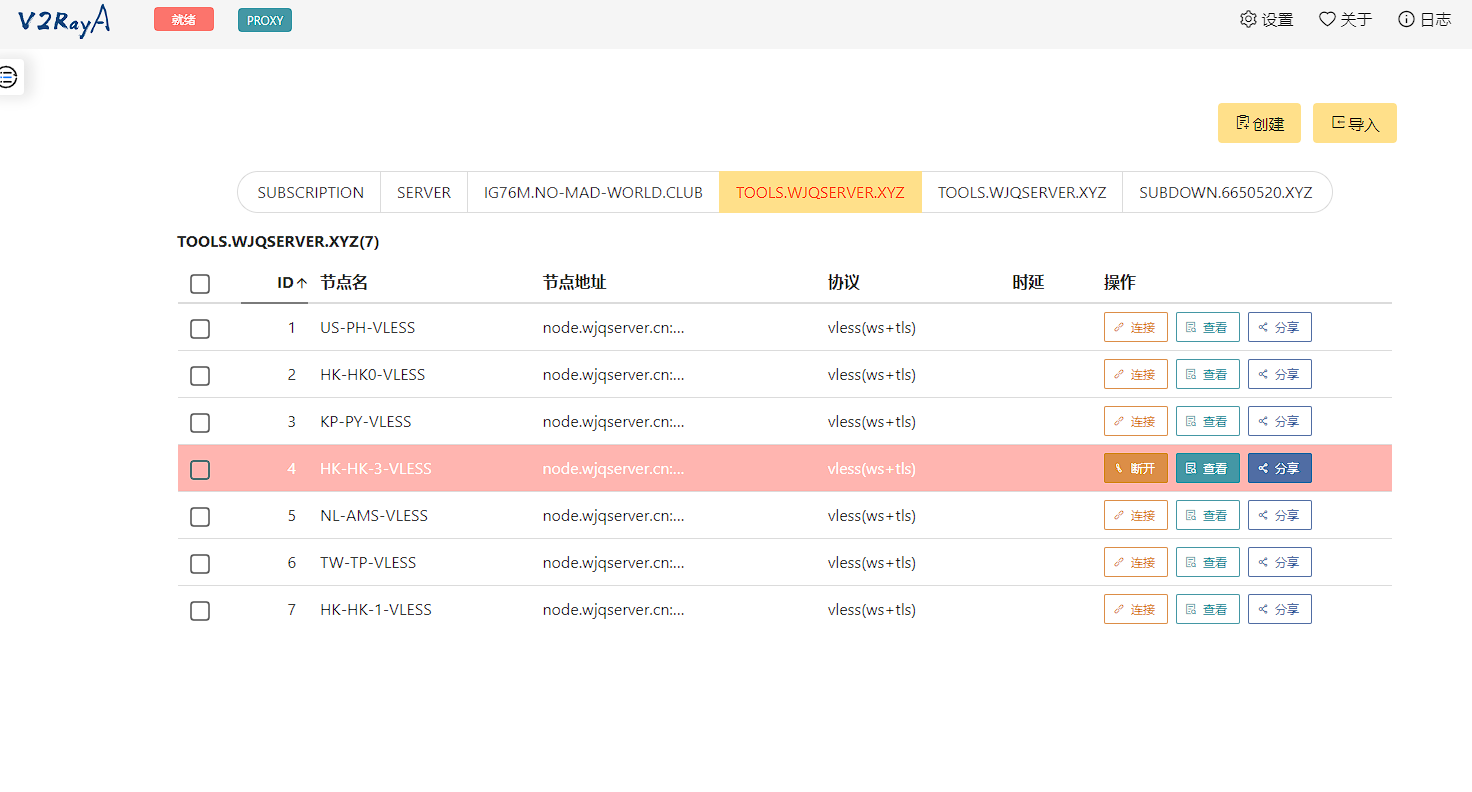 V2RayA 就绪 PROXY 设置 关于 日志
创建 导入
SUBSCRIPTION SERVER IG76M.NO-MAD-WORLD.CLUB TOOLS.WJQSERVER.XYZ TOOLS.WJQSERVER.XYZ SUBDOWN.6650520.XYZ
TOOLS.WJQSERVER.XYZ(7)
ID 节点名 节点地址 协议 时延 操作
1 US-PH-VLESS node.wjqserver.cn:... vless(ws+tls) 连接 查看 分享
2 HK-HK0-VLESS node.wjqserver.cn:... vless(ws+tls) 连接 查看 分享
3 KP-PY-VLESS node.wjqserver.cn:... vless(ws+tls) 连接 查看 分享
4 HK-HK-3-VLESS node.wjqserver.cn:... vless(ws+tls) 断开 查看 分享
5 NL-AMS-VLESS node.wjqserver.cn:... vless(ws+tls) 连接 查看 分享
6 TW-TP-VLESS node.wjqserver.cn:... vless(ws+tls) 连接 查看 分享
7 HK-HK-1-VLESS node.wjqserver.cn:... vless(ws+tls) 连接 查看 分享